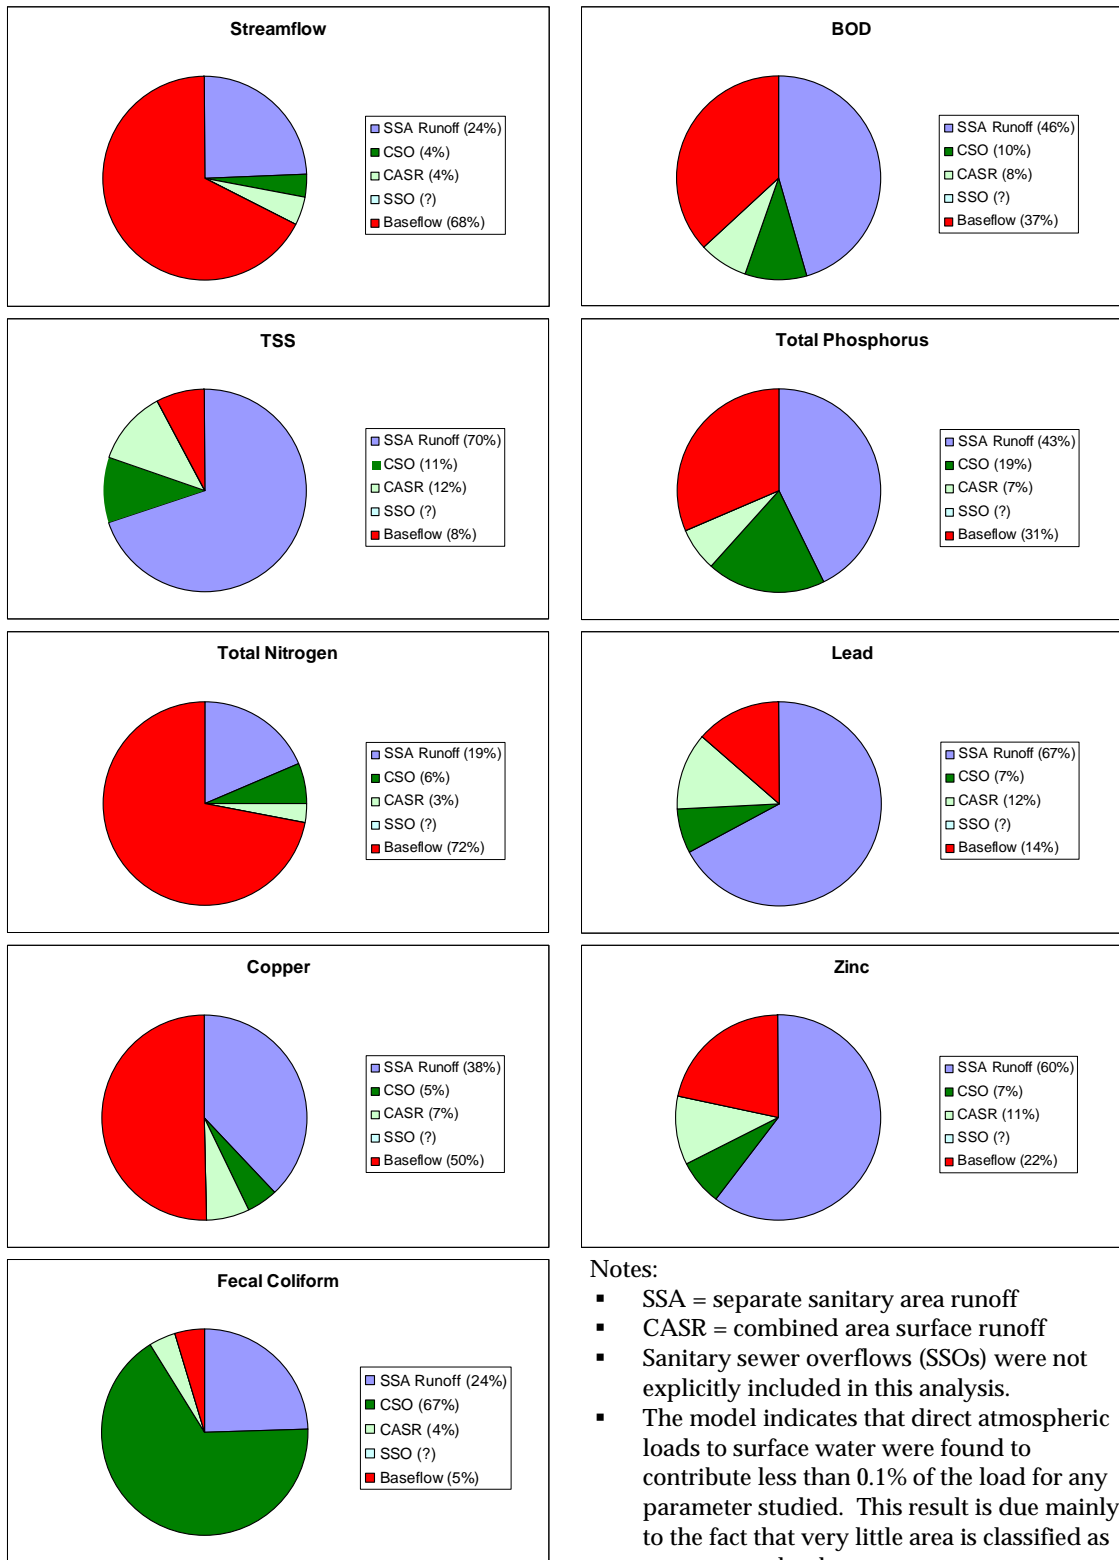 Streamflow
SSA Runoff (24%)
CSO (4%)
CASR (4%)
SSO (?)
Baseflow (68%)
BOD
SSA Runoff (46%)
CSO (10%)
CASR (8%)
SSO (?)
Baseflow (37%)
TSS
SSA Runoff (70%)
CSO (11%)
CASR (12%)
SSO (?)
Baseflow (8%)
Total Phosphorus
SSA Runoff (43%)
CSO (19%)
CASR (7%)
SSO (?)
Baseflow (31%)
Total Nitrogen
SSA Runoff (19%)
CSO (6%)
CASR (3%)
SSO (?)
Baseflow (72%)
Lead
SSA Runoff (67%)
CSO (7%)
CASR (12%)
SSO (?)
Baseflow (14%)
Copper
SSA Runoff (38%)
CSO (5%)
CASR (7%)
SSO (?)
Baseflow (50%)
Zinc
SSA Runoff (60%)
CSO (7%)
CASR (11%)
SSO (?)
Baseflow (22%)
Fecal Coliform
SSA Runoff (24%)
CSO (67%)
CASR (4%)
SSO (?)
Baseflow (5%)
Notes:
▪ SSA = separate sanitary area runoff
▪ CASR = combined area surface runoff
▪ Sanitary sewer overflows (SSOs) were not
explicitly included in this analysis.
▪ The model indicates that direct atmospheric
loads to surface water were found to
contribute less than 0.1% of the load for any
parameter studied. This result is due mainly
to the fact that very little area is classified as